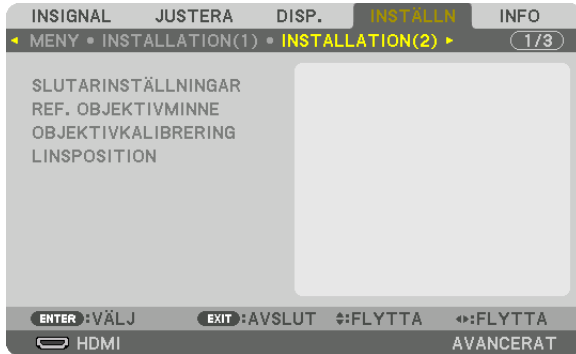 INSIGNAL JUSTERA DISP. INSTÄLLN INFO
MENY • INSTALLATION(1) • INSTALLATION(2) 1/3
SLUTARINSTÄLLNINGAR
REF. OBJEKTIVMINNE
OBJEKTIVKALIBRERING
LINSPOSITION
ENTER :VÄLJ EXIT :AVSLUT :FLYTTA :FLYTTA
HDMI AVANCERAT